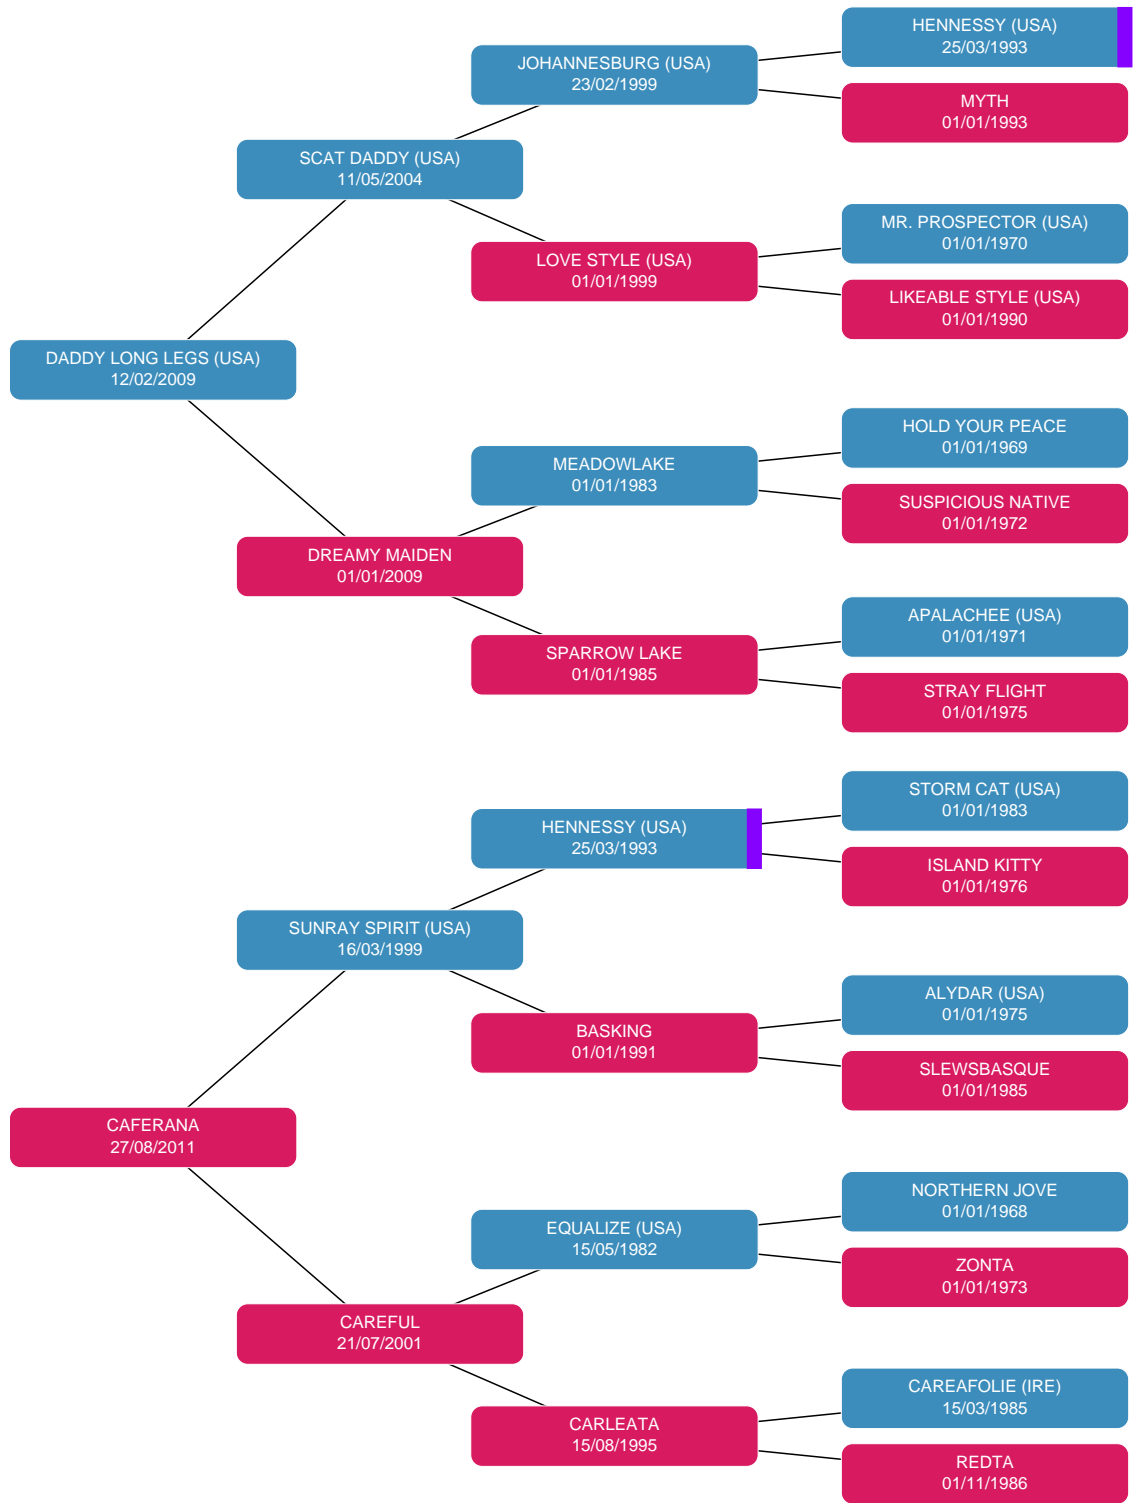 HENNESSY (USA)
25/03/1993
JOHANNESBURG (USA)
23/02/1999
MYTH
01/01/1993
SCAT DADDY (USA)
11/05/2004
MR. PROSPECTOR (USA)
01/01/1970
LOVE STYLE (USA)
01/01/1999
LIKEABLE STYLE (USA)
01/01/1990
DADDY LONG LEGS (USA)
12/02/2009
HOLD YOUR PEACE
01/01/1969
MEADOWLAKE
01/01/1983
SUSPICIOUS NATIVE
01/01/1972
DREAMY MAIDEN
01/01/2009
APALACHEE (USA)
01/01/1971
SPARROW LAKE
01/01/1985
STRAY FLIGHT
01/01/1975
STORM CAT (USA)
01/01/1983
HENNESSY (USA)
25/03/1993
ISLAND KITTY
01/01/1976
SUNRAY SPIRIT (USA)
16/03/1999
ALYDAR (USA)
01/01/1975
BASKING
01/01/1991
SLEWSBASQUE
01/01/1985
CAFERANA
27/08/2011
NORTHERN JOVE
01/01/1968
EQUALIZE (USA)
15/05/1982
ZONTA
01/01/1973
CAREFUL
21/07/2001
CAREAFOLIE (IRE)
15/03/1985
CARLEATA
15/08/1995
REDTA
01/11/1986